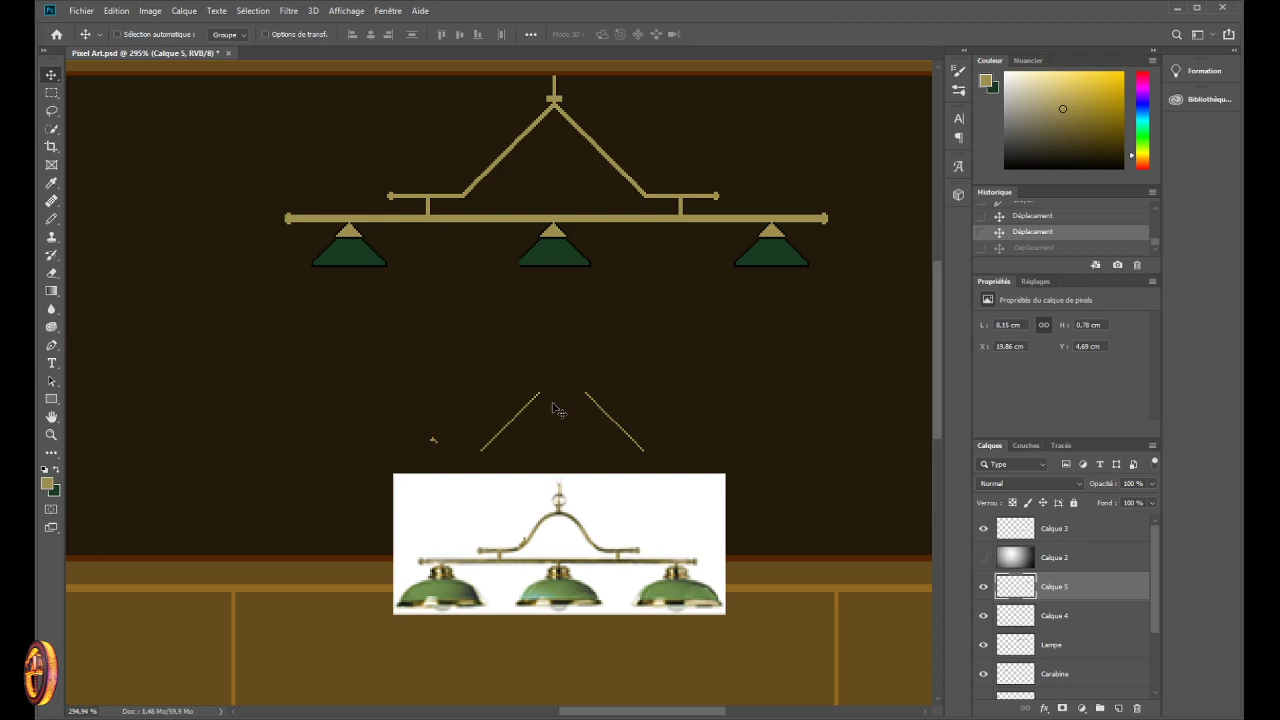 Fichier Edition Image Calque Texte Sélection Filtre 3D Affichage Fenêtre Aide
Sélection automatique : Groupe Options de transf. Mode 3D :
Pixel Art.psd @ 295% (Calque 5, RVB/8) *
Couleur Nuancier
Formation
Bibliothèqu...
Historique
Déplacement
Déplacement
Déplacement
Propriétés Réglages
Propriétés du calque de pixels
L : 8,15 cm H : 0,78 cm
X : 19,86 cm Y : 4,69 cm
Calques Couches Tracés
Type
Normal Opacité : 100 %
Verrou : Fond : 100 %
Calque 3
Calque 2
Calque 5
Calque 4
Lampe
Carabine
294,94 % Doc : 1,48 Mo/59,9 Mo